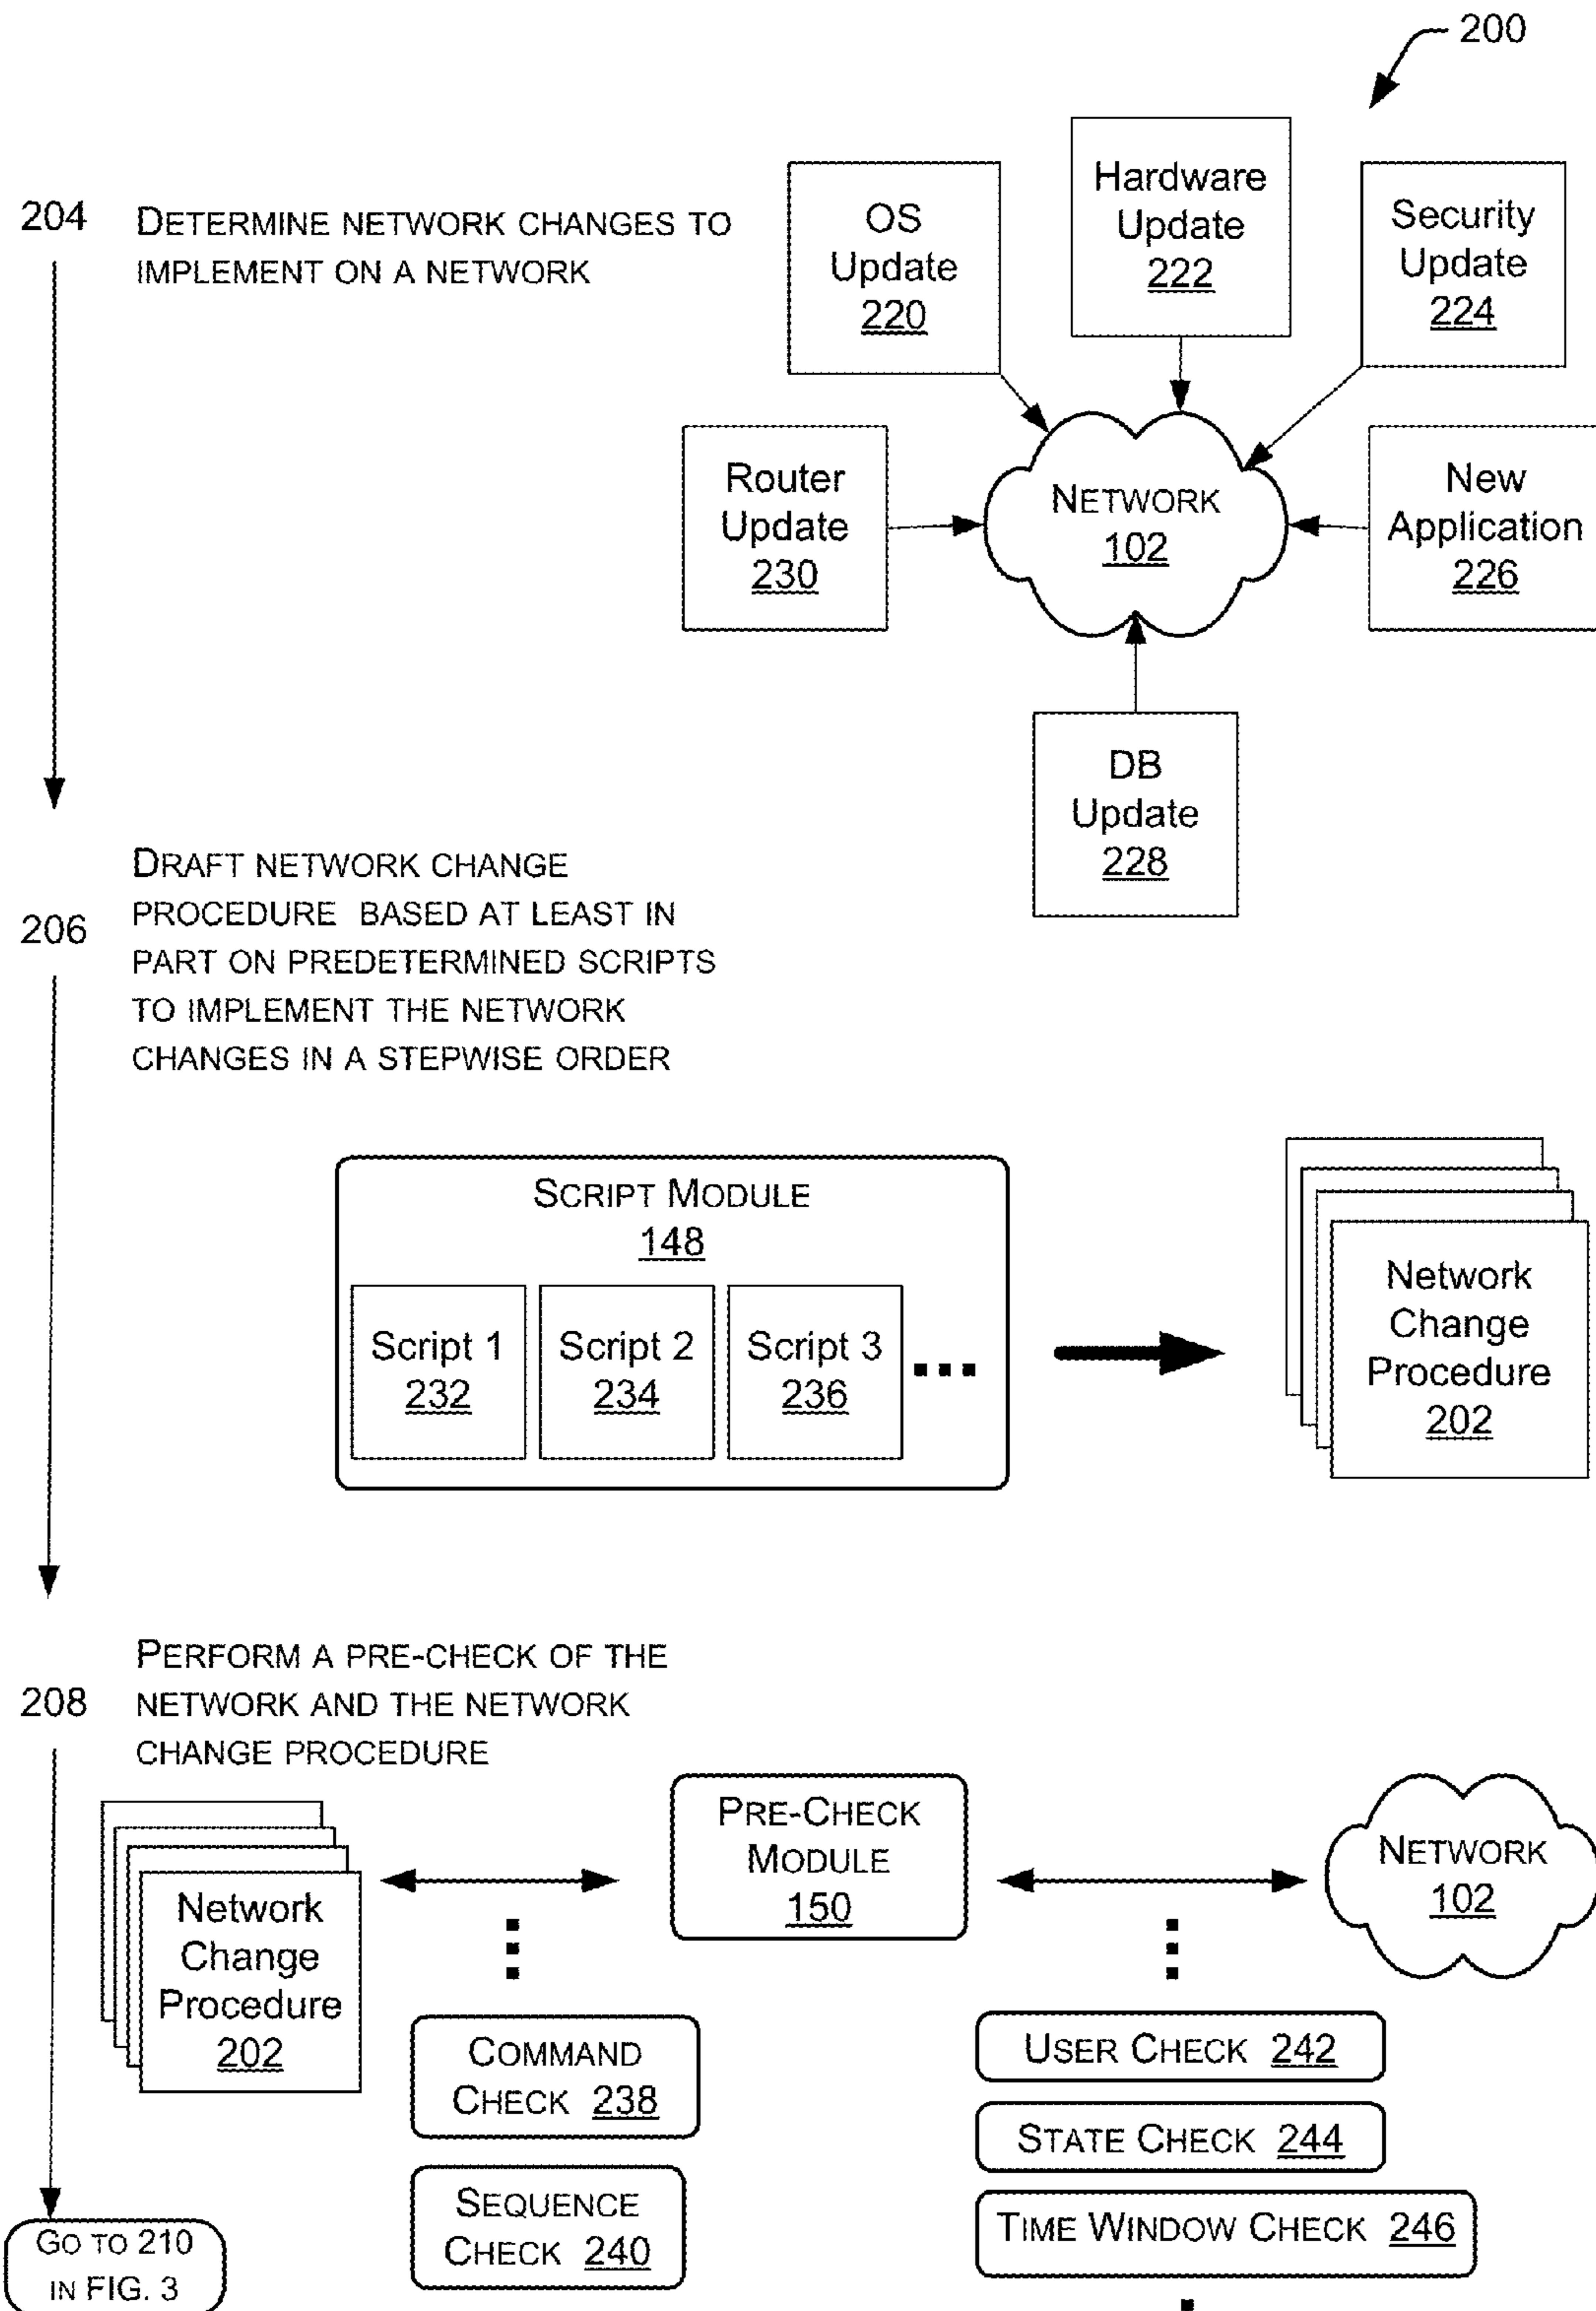 200
204
DETERMINE NETWORK CHANGES TO
IMPLEMENT ON A NETWORK
OS
Update
220
Hardware
Update
222
Security
Update
224
Router
Update
230
NETWORK
102
New
Application
226
DB
Update
228
206
DRAFT NETWORK CHANGE
PROCEDURE BASED AT LEAST IN
PART ON PREDETERMINED SCRIPTS
TO IMPLEMENT THE NETWORK
CHANGES IN A STEPWISE ORDER
SCRIPT MODULE
148
Script 1
232
Script 2
234
Script 3
236
...
Network
Change
Procedure
202
208
PERFORM A PRE-CHECK OF THE
NETWORK AND THE NETWORK
CHANGE PROCEDURE
Network
Change
Procedure
202
PRE-CHECK
MODULE
150
NETWORK
102
COMMAND
CHECK 238
SEQUENCE
CHECK 240
USER CHECK 242
STATE CHECK 244
TIME WINDOW CHECK 246
GO TO 210
IN FIG. 3